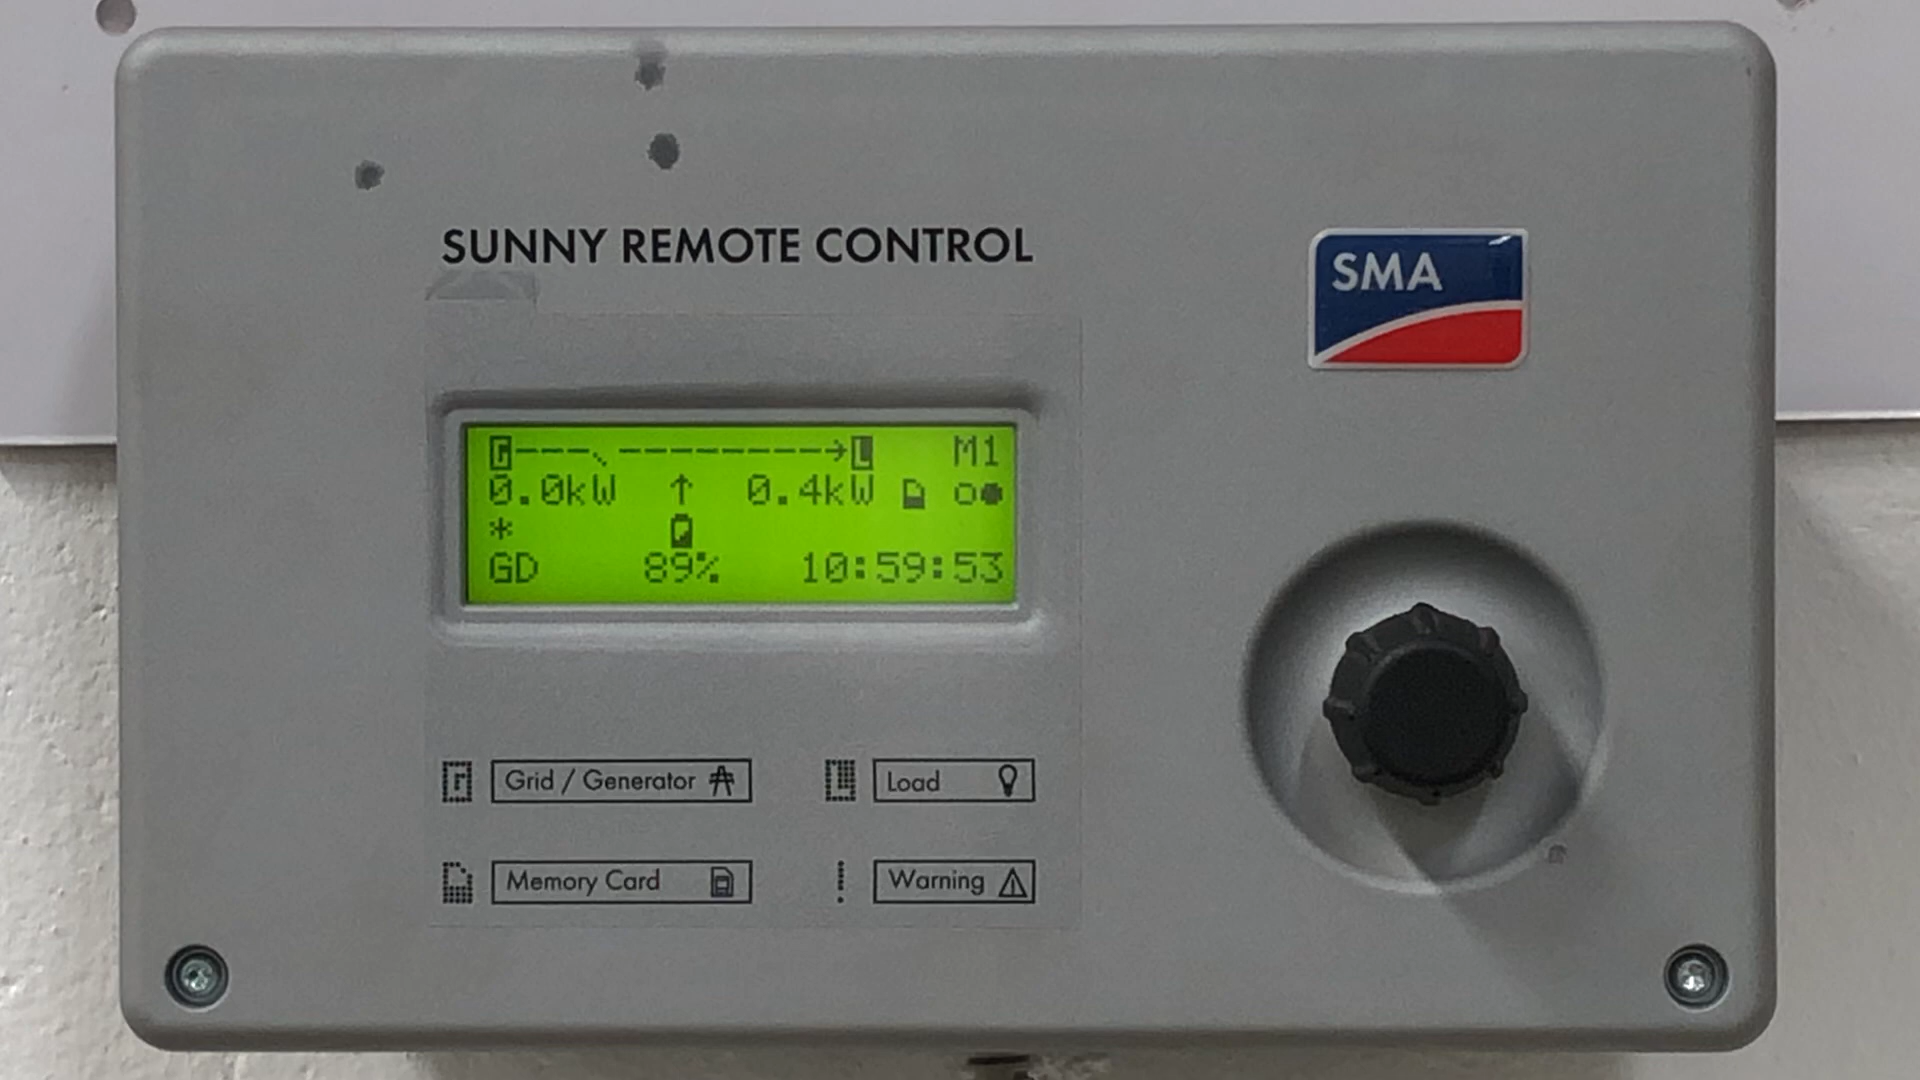 SUNNY REMOTE CONTROL
SMA
G-----------→L M1
0.0kW ↑ 0.4kW ○●
*
GD 89% 10:59:53
Grid / Generator
Load
Memory Card
! Warning